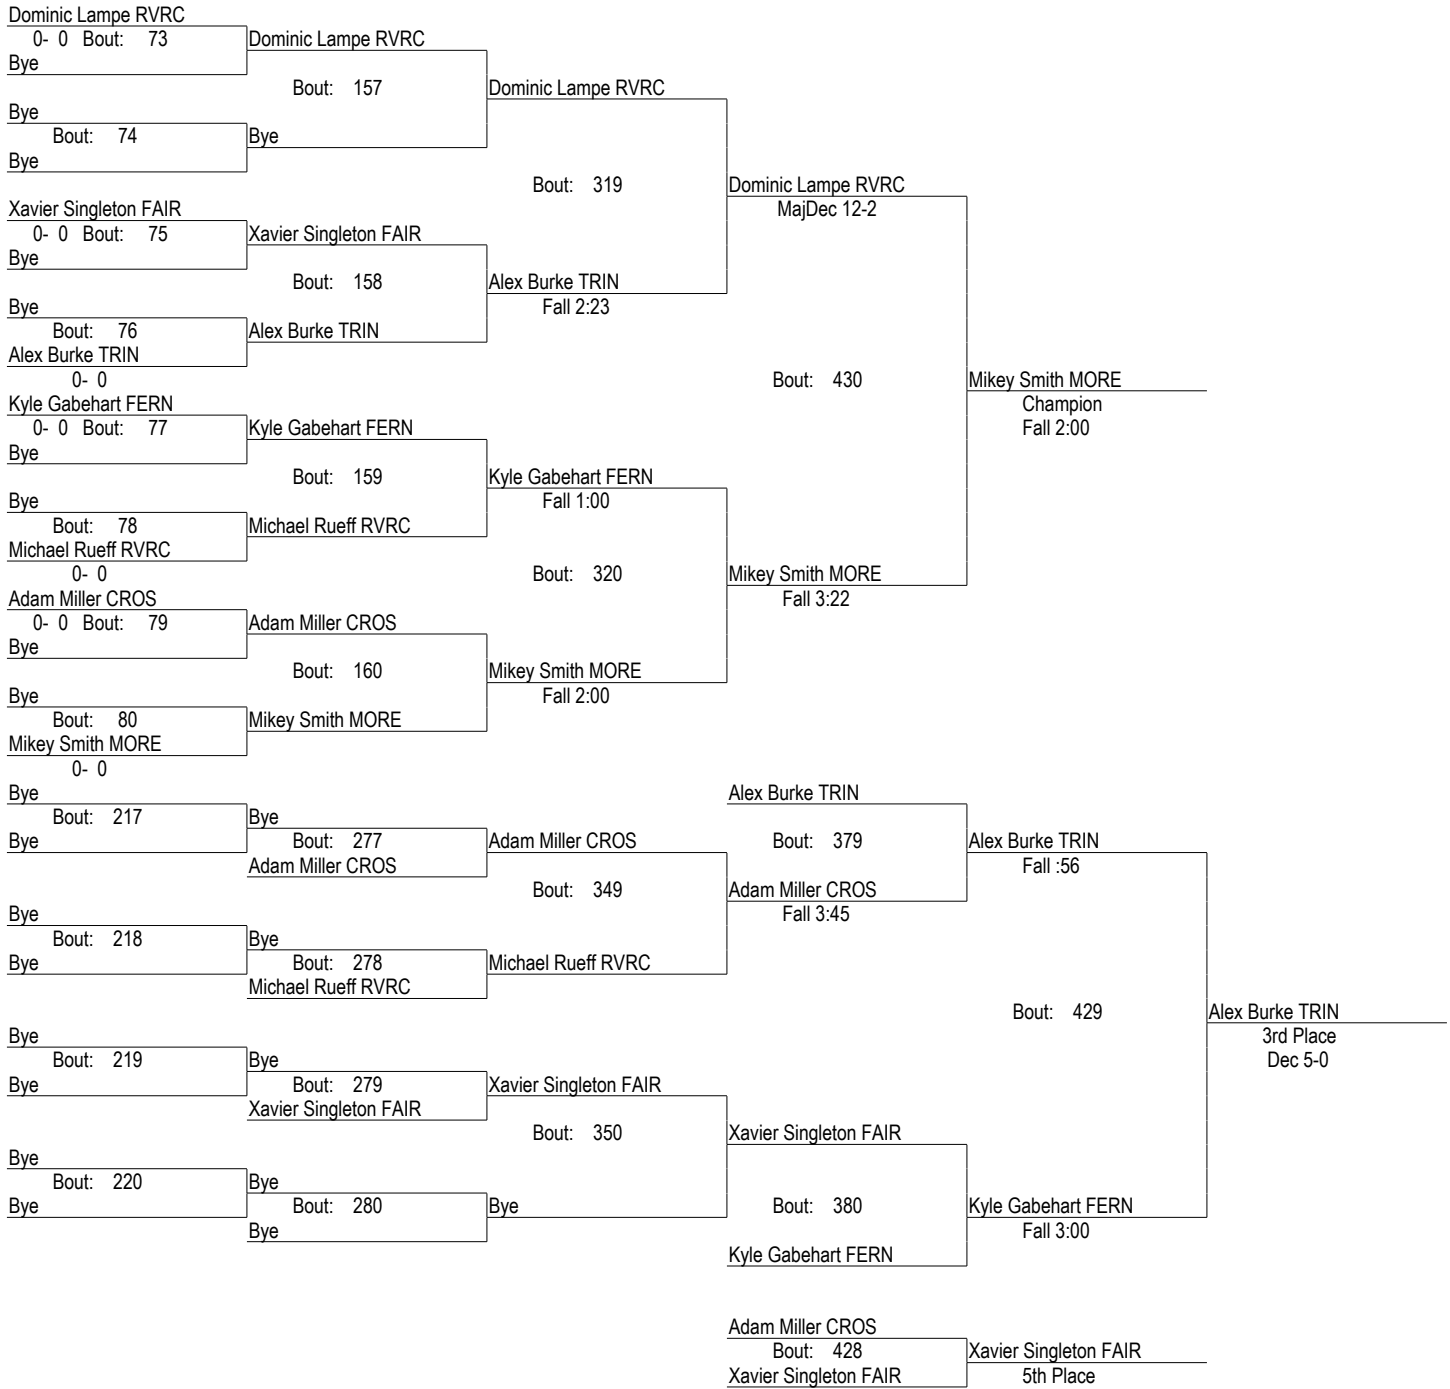 Dominic Lampe RVRC
0- 0 Bout: 73
Bye
Dominic Lampe RVRC
Bout: 157
Dominic Lampe RVRC
Bye
Bout: 74
Bye
Bye
Bout: 319
Dominic Lampe RVRC
MajDec 12-2
Xavier Singleton FAIR
0- 0 Bout: 75
Bye
Xavier Singleton FAIR
Bout: 158
Alex Burke TRIN
Fall 2:23
Bye
Bout: 76
Alex Burke TRIN
Alex Burke TRIN
0- 0
Bout: 430
Mikey Smith MORE
Champion
Fall 2:00
Kyle Gabehart FERN
0- 0 Bout: 77
Bye
Kyle Gabehart FERN
Bout: 159
Kyle Gabehart FERN
Fall 1:00
Bye
Bout: 78
Michael Rueff RVRC
Michael Rueff RVRC
0- 0
Bout: 320
Mikey Smith MORE
Fall 3:22
Adam Miller CROS
0- 0 Bout: 79
Bye
Adam Miller CROS
Bout: 160
Mikey Smith MORE
Fall 2:00
Bye
Bout: 80
Mikey Smith MORE
Mikey Smith MORE
0- 0
Bye
Bout: 217
Bye
Bye
Bout: 277
Adam Miller CROS
Adam Miller CROS
Bout: 349
Alex Burke TRIN
Bout: 379
Adam Miller CROS
Fall 3:45
Alex Burke TRIN
Fall :56
Bye
Bout: 218
Bye
Bye
Bout: 278
Michael Rueff RVRC
Michael Rueff RVRC
Bout: 429
Alex Burke TRIN
3rd Place
Dec 5-0
Bye
Bout: 219
Bye
Bye
Bout: 279
Xavier Singleton FAIR
Xavier Singleton FAIR
Bout: 350
Xavier Singleton FAIR
Bye
Bout: 220
Bye
Bye
Bout: 280
Bye
Bye
Bout: 380
Kyle Gabehart FERN
Kyle Gabehart FERN
Fall 3:00
Adam Miller CROS
Bout: 428
Xavier Singleton FAIR
Xavier Singleton FAIR
5th Place